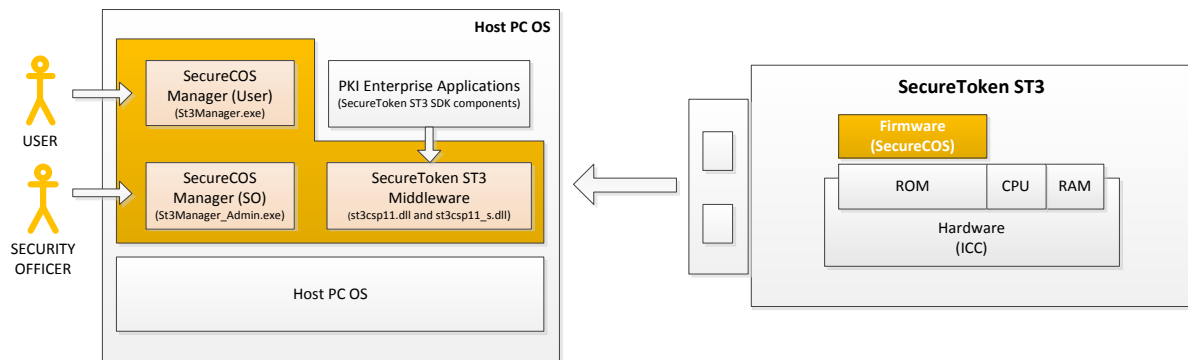 Host PC OS
SecureCOS
Manager (User)
(St3Manager.exe)
PKI Enterprise Applications
(SecureToken ST3 SDK components)
USER
SecureCOS
Manager (SO)
(St3Manager_Admin.exe)
SecureToken ST3
Middleware
(st3csp11.dll and st3csp11_s.dll)
SECURITY
OFFICER
Host PC OS
SecureToken ST3
Firmware
(SecureCOS)
ROM
CPU
RAM
Hardware
(ICC)